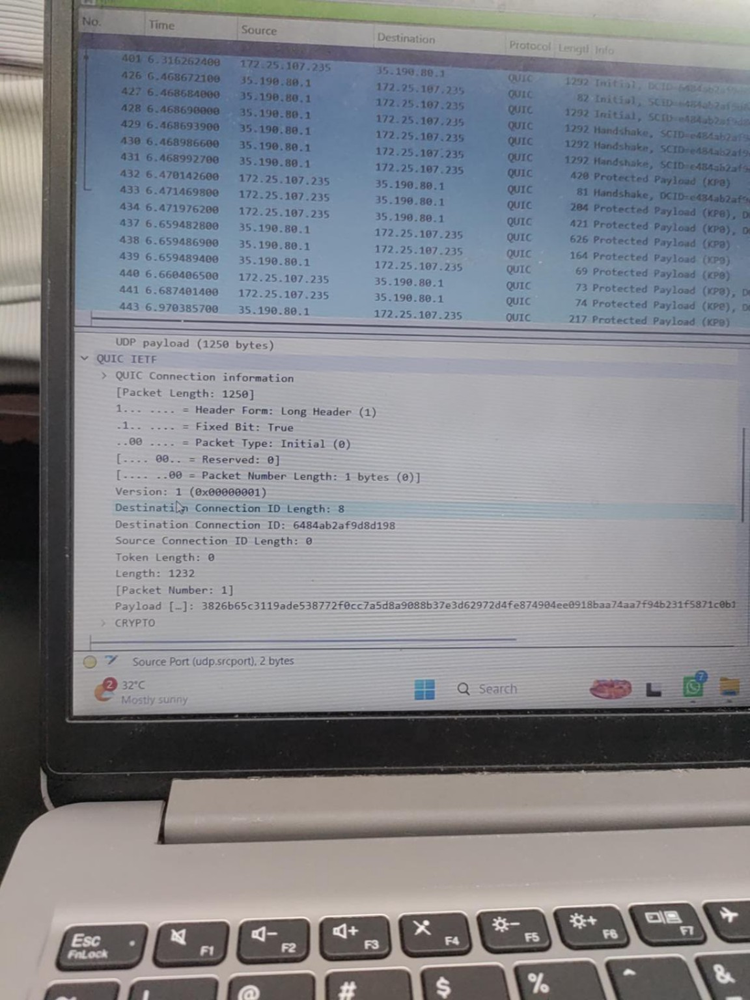 No. Time Source Destination Protocol Lengtl Info
401 6.316262400 172.25.107.235 35.190.80.1 QUIC 1292 Initial, DCID=6484ab2af9d8
426 6.468672100 35.190.80.1 172.25.107.235 QUIC 82 Initial, SCID=e484ab2af9d8
427 6.468684000 35.190.80.1 172.25.107.235 QUIC 1292 Initial, SCID=e484ab2af9d8
428 6.468690000 35.190.80.1 172.25.107.235 QUIC 1292 Handshake, SCID=e484ab2af9
429 6.468693900 35.190.80.1 172.25.107.235 QUIC 1292 Handshake, SCID=e484ab2af9
430 6.468986600 35.190.80.1 172.25.107.235 QUIC 1292 Handshake, SCID=e484ab2af9
431 6.468992700 35.190.80.1 172.25.107.235 QUIC 420 Protected Payload (KP0)
432 6.470142600 172.25.107.235 35.190.80.1 QUIC 81 Handshake, DCID=e484ab2af9
433 6.471469800 172.25.107.235 35.190.80.1 QUIC 204 Protected Payload (KP0), D
434 6.471976200 172.25.107.235 35.190.80.1 QUIC 421 Protected Payload (KP0), D
437 6.659482800 35.190.80.1 172.25.107.235 QUIC 626 Protected Payload (KP0)
438 6.659486900 35.190.80.1 172.25.107.235 QUIC 164 Protected Payload (KP0)
439 6.659489400 35.190.80.1 172.25.107.235 QUIC 69 Protected Payload (KP0)
440 6.660406500 172.25.107.235 35.190.80.1 QUIC 73 Protected Payload (KP0), D
441 6.687401400 172.25.107.235 35.190.80.1 QUIC 74 Protected Payload (KP0), D
443 6.970385700 35.190.80.1 172.25.107.235 QUIC 217 Protected Payload (KP0)
UDP payload (1250 bytes)
QUIC IETF
QUIC Connection information
[Packet Length: 1250]
1... .... = Header Form: Long Header (1)
.1.. .... = Fixed Bit: True
..00 .... = Packet Type: Initial (0)
[.... 00.. = Reserved: 0]
[.... ..00 = Packet Number Length: 1 bytes (0)]
Version: 1 (0x00000001)
Destination Connection ID Length: 8
Destination Connection ID: 6484ab2af9d8d198
Source Connection ID Length: 0
Token Length: 0
Length: 1232
[Packet Number: 1]
Payload […]: 3826b65c3119ade538772f0cc7a5d8a9088b37e3d62972d4fe874904ee0918baa74aa7f94b231f5871c0b1
CRYPTO
Source Port (udp.srcport), 2 bytes
2 32°C
Mostly sunny
Search
7
Esc FnLock F1 F2 F3 F4 F5 F6 F7
@ # $ % ^ &